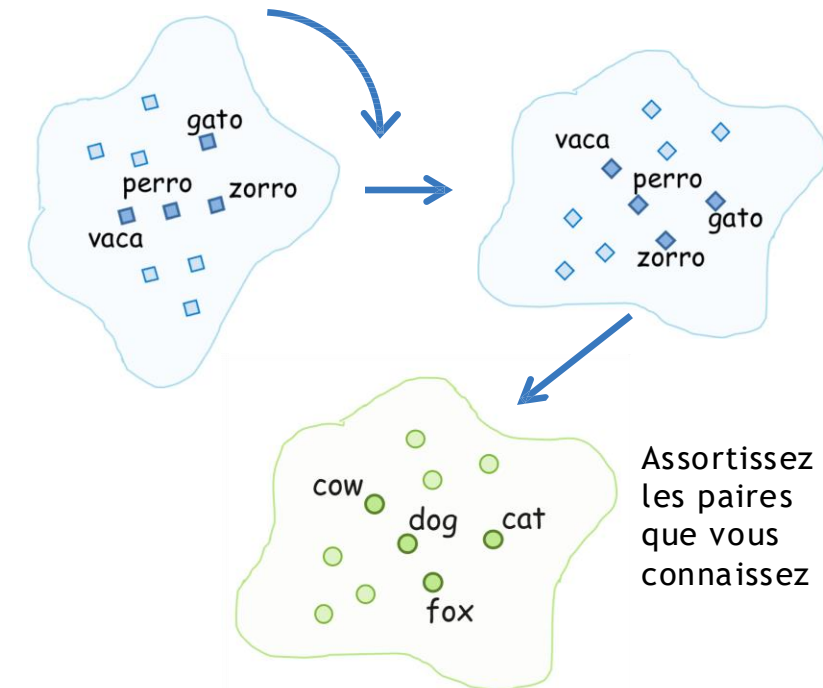 gato
perro
zorro
vaca
vaca
perro
gato
zorro
cow
dog
cat
fox
Assortissez
les paires
que vous
connaissez